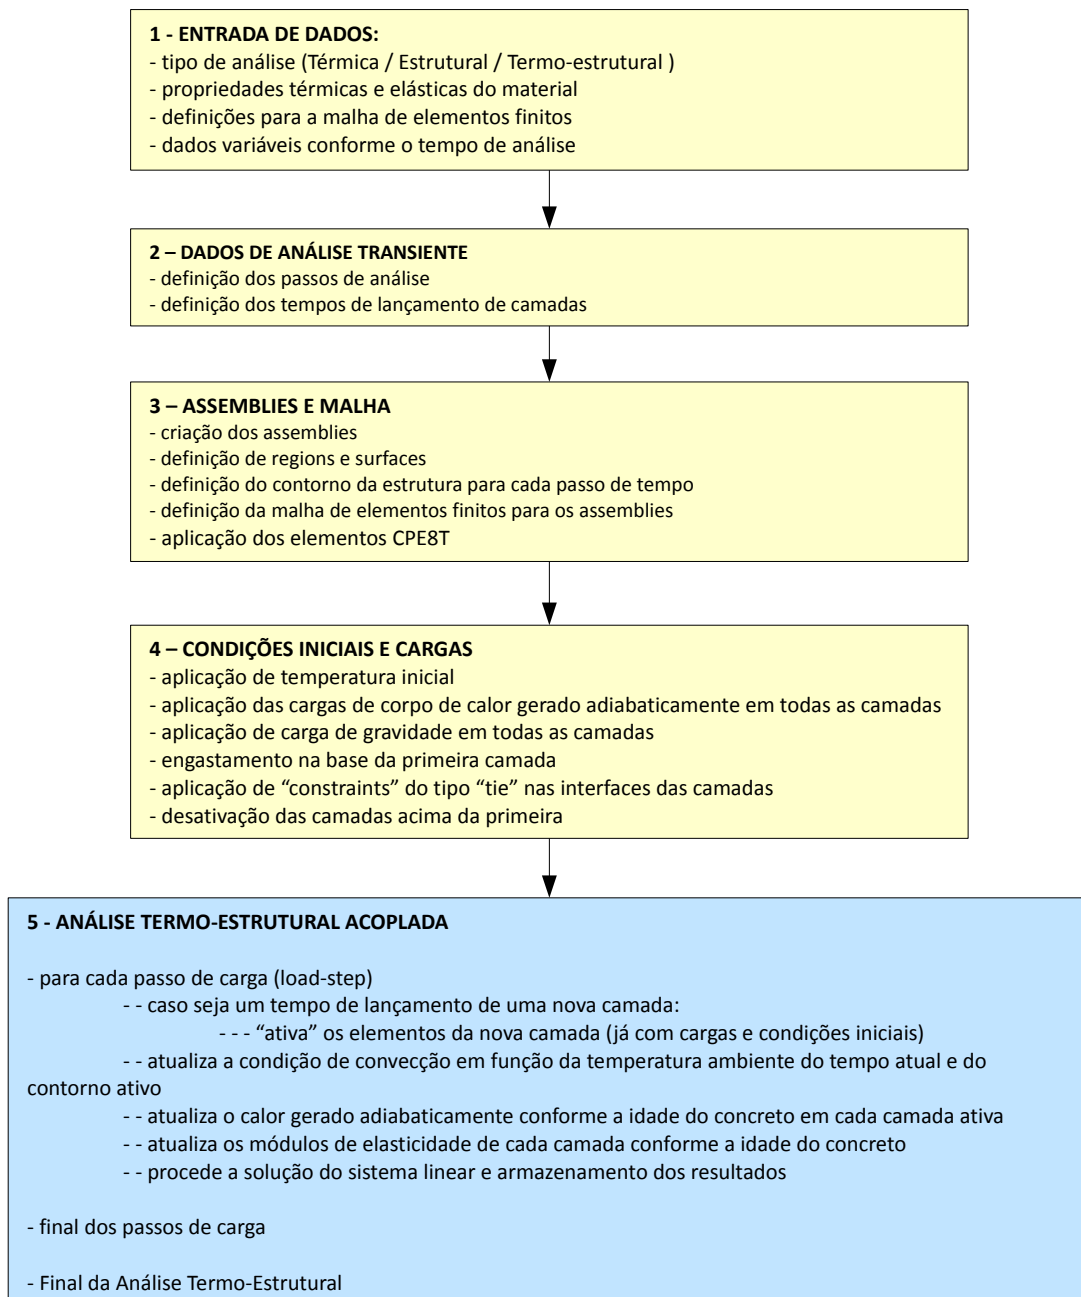 1 - ENTRADA DE DADOS:
- tipo de análise (Térmica / Estrutural / Termo-estrutural )
- propriedades térmicas e elásticas do material
- definições para a malha de elementos finitos
- dados variáveis conforme o tempo de análise
2 – DADOS DE ANÁLISE TRANSIENTE
- definição dos passos de análise
- definição dos tempos de lançamento de camadas
3 – ASSEMBLIES E MALHA
- criação dos assemblies
- definição de regions e surfaces
- definição do contorno da estrutura para cada passo de tempo
- definição da malha de elementos finitos para os assemblies
- aplicação dos elementos CPE8T
4 – CONDIÇÕES INICIAIS E CARGAS
- aplicação de temperatura inicial
- aplicação das cargas de corpo de calor gerado adiabaticamente em todas as camadas
- aplicação de carga de gravidade em todas as camadas
- engastamento na base da primeira camada
- aplicação de “constraints” do tipo “tie” nas interfaces das camadas
- desativação das camadas acima da primeira
5 - ANÁLISE TERMO-ESTRUTURAL ACOPLADA
- para cada passo de carga (load-step)
- - caso seja um tempo de lançamento de uma nova camada:
- - - “ativa” os elementos da nova camada (já com cargas e condições iniciais)
- - atualiza a condição de convecção em função da temperatura ambiente do tempo atual e do
contorno ativo
- - atualiza o calor gerado adiabaticamente conforme a idade do concreto em cada camada ativa
- - atualiza os módulos de elasticidade de cada camada conforme a idade do concreto
- - procede a solução do sistema linear e armazenamento dos resultados
- final dos passos de carga
- Final da Análise Termo-Estrutural